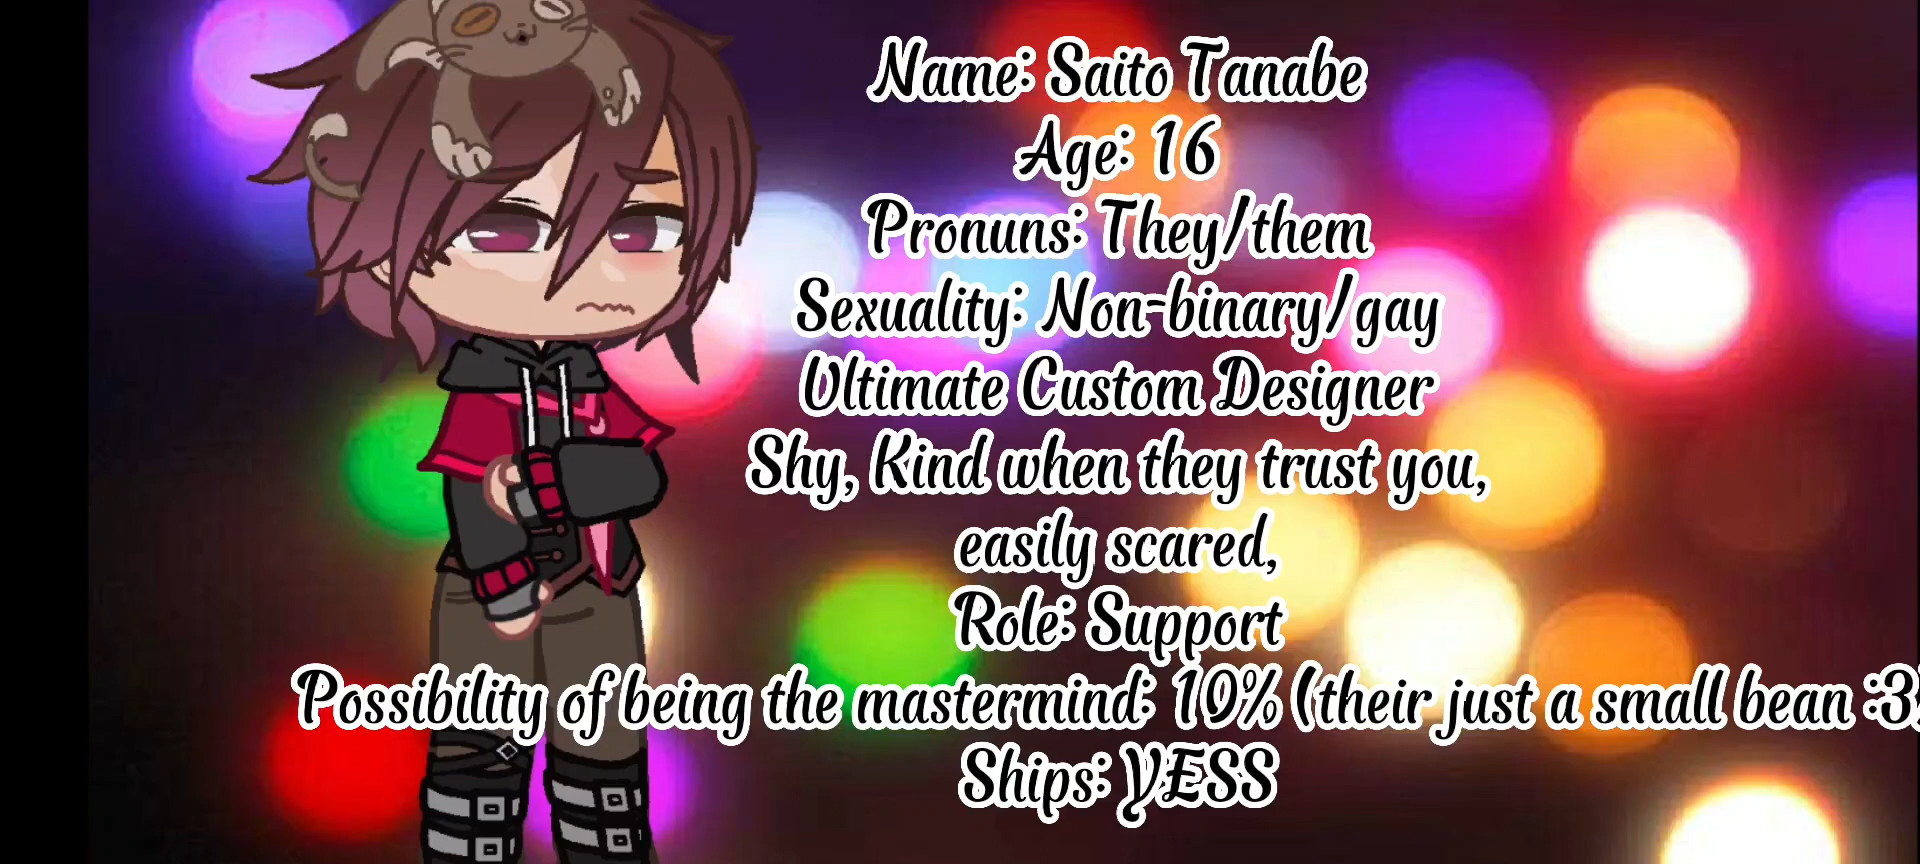 Name: Saito Tanabe
Age: 16
Pronuns: They/them
Sexuality: Non-binary/gay
Ultimate Custom Designer
Shy, Kind when they trust you,
easily scared,
Role: Support
Possibility of being the mastermind: 10% (their just a small bean :3)
Ships: YESS